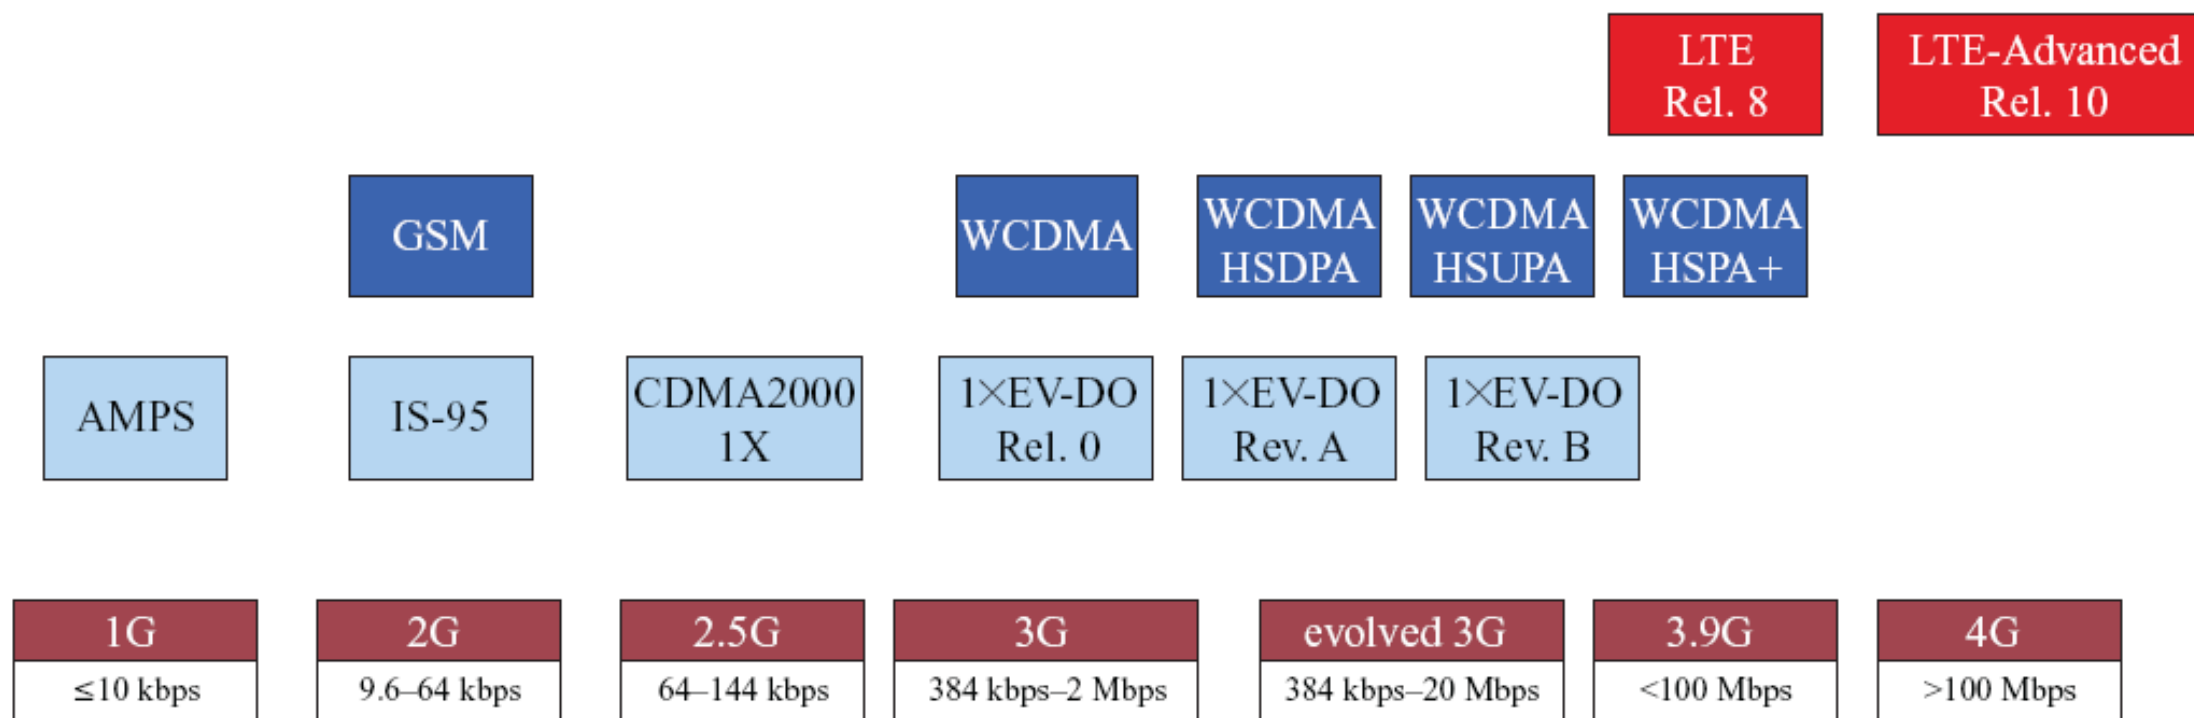 LTE
Rel. 8
LTE-Advanced
Rel. 10
GSM
WCDMA
WCDMA
HSDPA
WCDMA
HSUPA
WCDMA
HSPA+
AMPS
IS-95
CDMA2000
1X
1×EV-DO
Rel. 0
1×EV-DO
Rev. A
1×EV-DO
Rev. B
1G
≤10 kbps
2G
9.6–64 kbps
2.5G
64–144 kbps
3G
384 kbps–2 Mbps
evolved 3G
384 kbps–20 Mbps
3.9G
<100 Mbps
4G
>100 Mbps